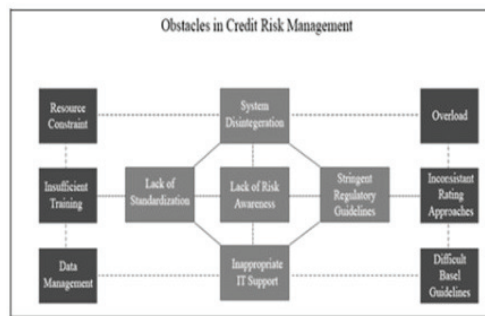 Obstacles in Credit Risk Management
Resource
Constraint
System
Disintegeration
Overload
Insufficient
Training
Lack of
Standardization
Lack of Risk
Awareness
Stringent
Regulatory
Guidelines
Inconsistant
Rating
Approaches
Data
Management
Inappropriate
IT Support
Difficult
Basel
Guidelines